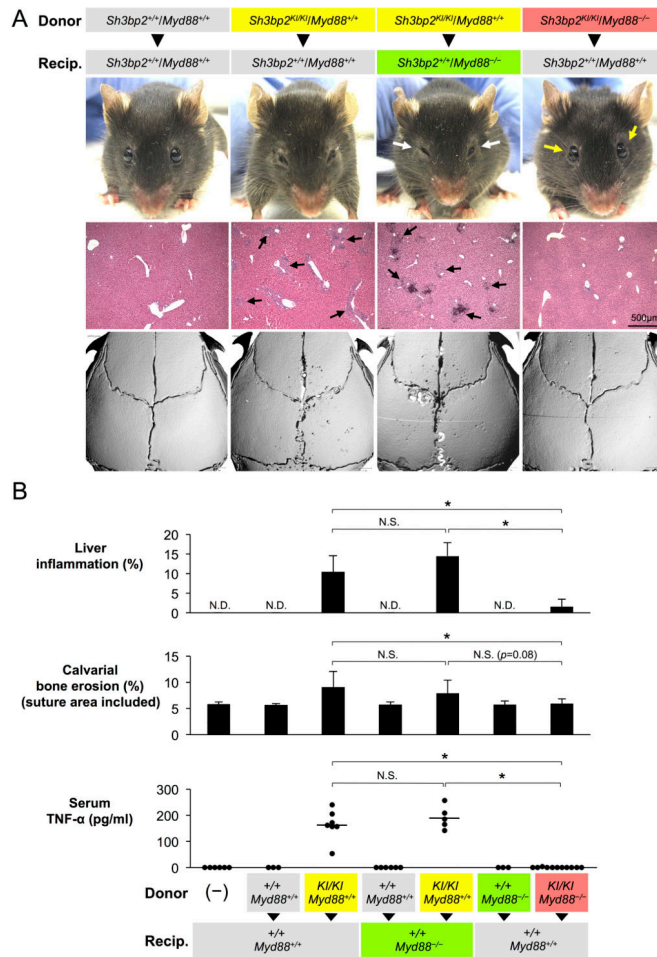 A
Donor Sh3bp2+/+/Myd88+/+ Sh3bp2KI/KI/Myd88+/+ Sh3bp2KI/KI/Myd88+/+ Sh3bp2KI/KI/Myd88–/–
Recip. Sh3bp2+/+/Myd88+/+ Sh3bp2+/+/Myd88+/+ Sh3bp2+/+/Myd88–/– Sh3bp2+/+/Myd88+/+
500µm
B
*
N.S. *
Liver
inflammation (%)
20
15
10
5
0
N.D. N.D. N.D. N.D.
*
N.S. N.S. (p=0.08)
Calvarial
bone erosion (%)
(suture area included)
15
10
5
0
*
N.S. *
Serum
TNF-α (pg/ml)
300
200
100
0
Donor (–) +/+ KI/KI +/+ KI/KI +/+ KI/KI
Myd88+/+ Myd88+/+ Myd88+/+ Myd88+/+ Myd88–/– Myd88–/–
Recip. +/+ +/+ +/+
Myd88+/+ Myd88–/– Myd88+/+